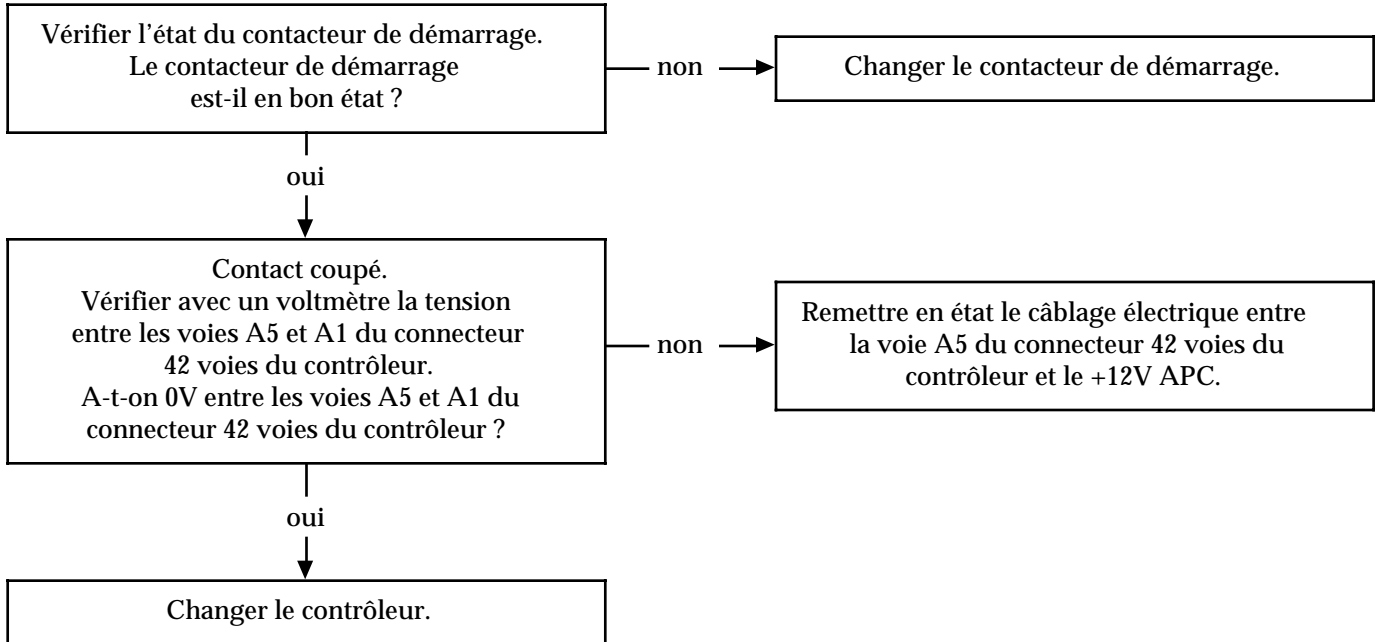 Vérifier l’état du contacteur de démarrage.
Le contacteur de démarrage
est-il en bon état ?
non
Changer le contacteur de démarrage.
oui
Contact coupé.
Vérifier avec un voltmètre la tension
entre les voies A5 et A1 du connecteur
42 voies du contrôleur.
A-t-on 0V entre les voies A5 et A1 du
connecteur 42 voies du contrôleur ?
non
Remettre en état le câblage électrique entre
la voie A5 du connecteur 42 voies du
contrôleur et le +12V APC.
oui
Changer le contrôleur.